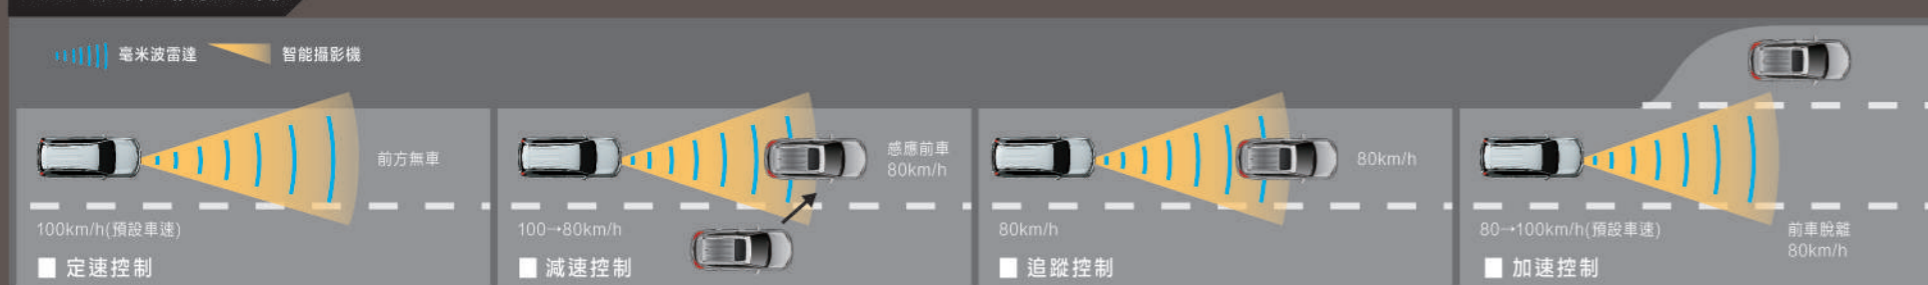 毫米波雷達
智能攝影機
前方無車
100km/h(預設車速)
■ 定速控制
感應前車
80km/h
100→80km/h
■ 減速控制
80km/h
80km/h
■ 追蹤控制
80→100km/h(預設車速)
前車脫離
80km/h
■ 加速控制